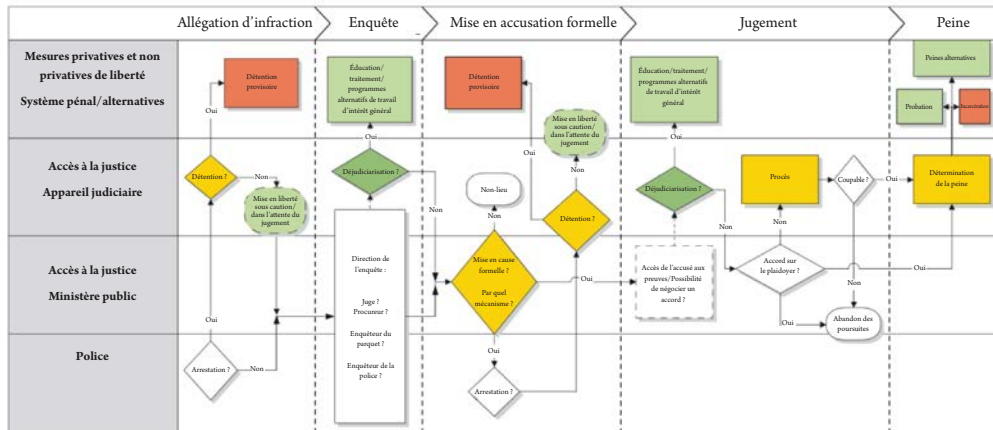 Allégation d’infraction
Enquête
Mise en accusation formelle
Jugement
Peine
Mesures privatives et non
privatives de liberté
Système pénal/alternatives
Détention
provisoire
Oui
Éducation/
traitement/
programmes
alternatifs de travail
d’intérêt général
Oui
Détention
provisoire
Oui
Mise en liberté
sous caution/
dans l’attente du
jugement
Éducation/traitement/
programmes alternatifs
de travail d’intérêt
général
Oui
Peines alternatives
Probation
Incarcération
Accès à la justice
Appareil judiciaire
Détention ?
Non
Mise en liberté
sous caution/
dans l’attente du
jugement
Déjudiciarisation ?
Non
Non-lieu
Non
Détention ?
Non
Déjudiciarisation ?
Non
Procès
Non
Coupable ?
Oui
Non
Détermination
de la peine
Accès à la justice
Ministère public
Oui
Direction de
l’enquête :
Juge ?
Procureur ?
Enquêteur du
parquet ?
Enquêteur de la
police ?
Mise en cause
formelle ?
Par quel
mécanisme ?
Oui
Oui
Accès de l’accusé aux
preuves/Possibilité
de négocier un
accord ?
Accord sur
le plaidoyer ?
Oui
Oui
Abandon des
poursuites
Police
Arrestation ?
Non
Arrestation ?